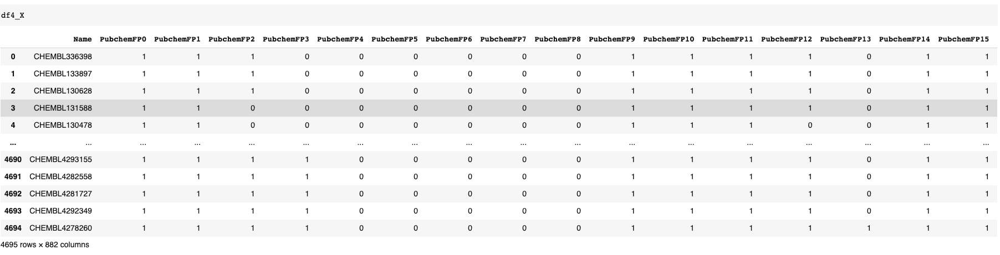 df4_X
Name PubchemFP0 PubchemFP1 PubchemFP2 PubchemFP3 PubchemFP4 PubchemFP5 PubchemFP6 PubchemFP7 PubchemFP8 PubchemFP9 PubchemFP10 PubchemFP11 PubchemFP12 PubchemFP13 PubchemFP14 PubchemFP15
0 CHEMBL336398 1 1 1 0 0 0 0 0 0 1 1 1 1 0 1 1
1 CHEMBL133897 1 1 1 0 0 0 0 0 0 1 1 1 1 0 1 1
2 CHEMBL130628 1 1 1 0 0 0 0 0 0 1 1 1 1 0 1 1
3 CHEMBL131588 1 1 0 0 0 0 0 0 0 1 1 1 1 0 1 1
4 CHEMBL130478 1 1 0 0 0 0 0 0 0 1 1 1 0 0 1 1
... ... ... ... ... ... ... ... ... ... ... ... ... ... ... ... ... ...
4690 CHEMBL4293155 1 1 1 1 0 0 0 0 0 1 1 1 1 0 1 1
4691 CHEMBL4282558 1 1 1 1 0 0 0 0 0 1 1 1 1 0 1 1
4692 CHEMBL4281727 1 1 1 1 0 0 0 0 0 1 1 1 1 0 1 1
4693 CHEMBL4292349 1 1 1 1 0 0 0 0 0 1 1 1 1 0 1 1
4694 CHEMBL4278260 1 1 1 1 0 0 0 0 0 1 1 1 1 1 1 1
4695 rows × 882 columns